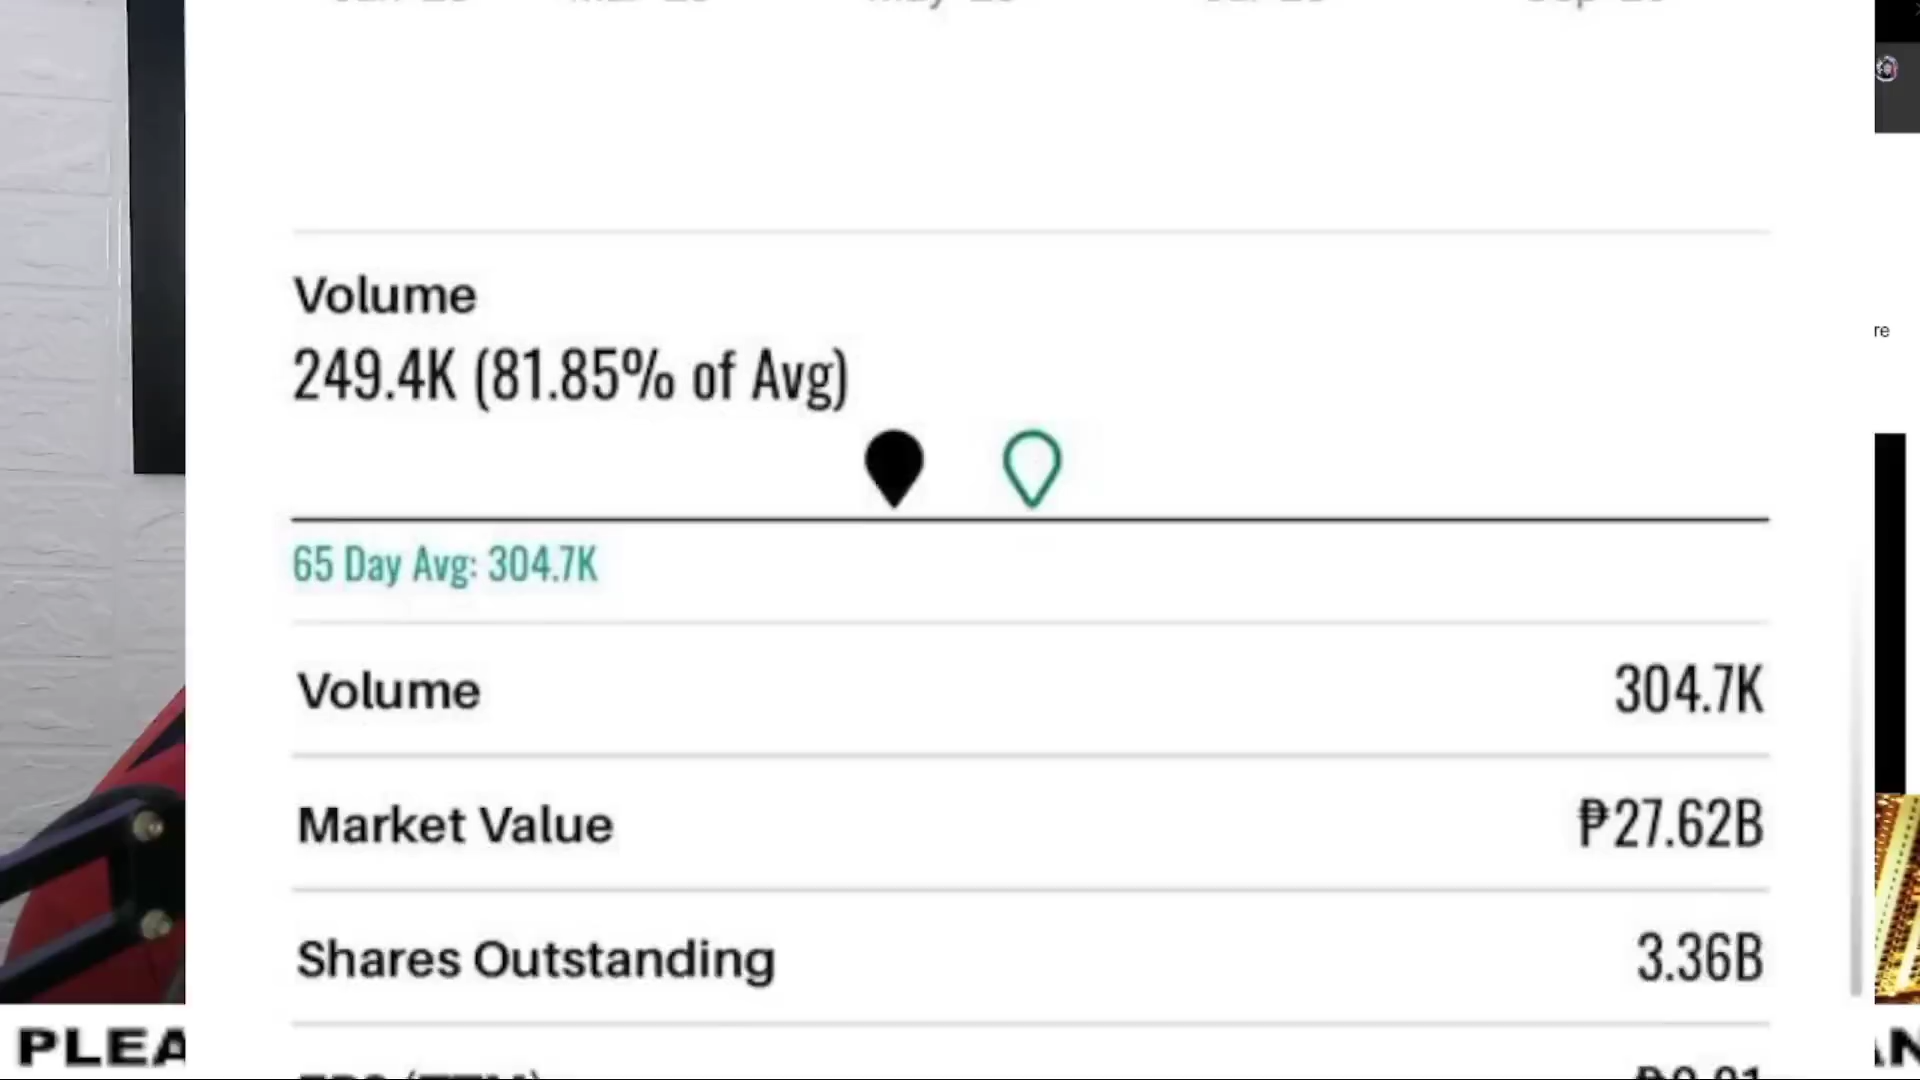 re
Volume
249.4K (81.85% of Avg)
65 Day Avg: 304.7K
Volume 304.7K
Market Value ₱27.62B
Shares Outstanding 3.36B
PLEA